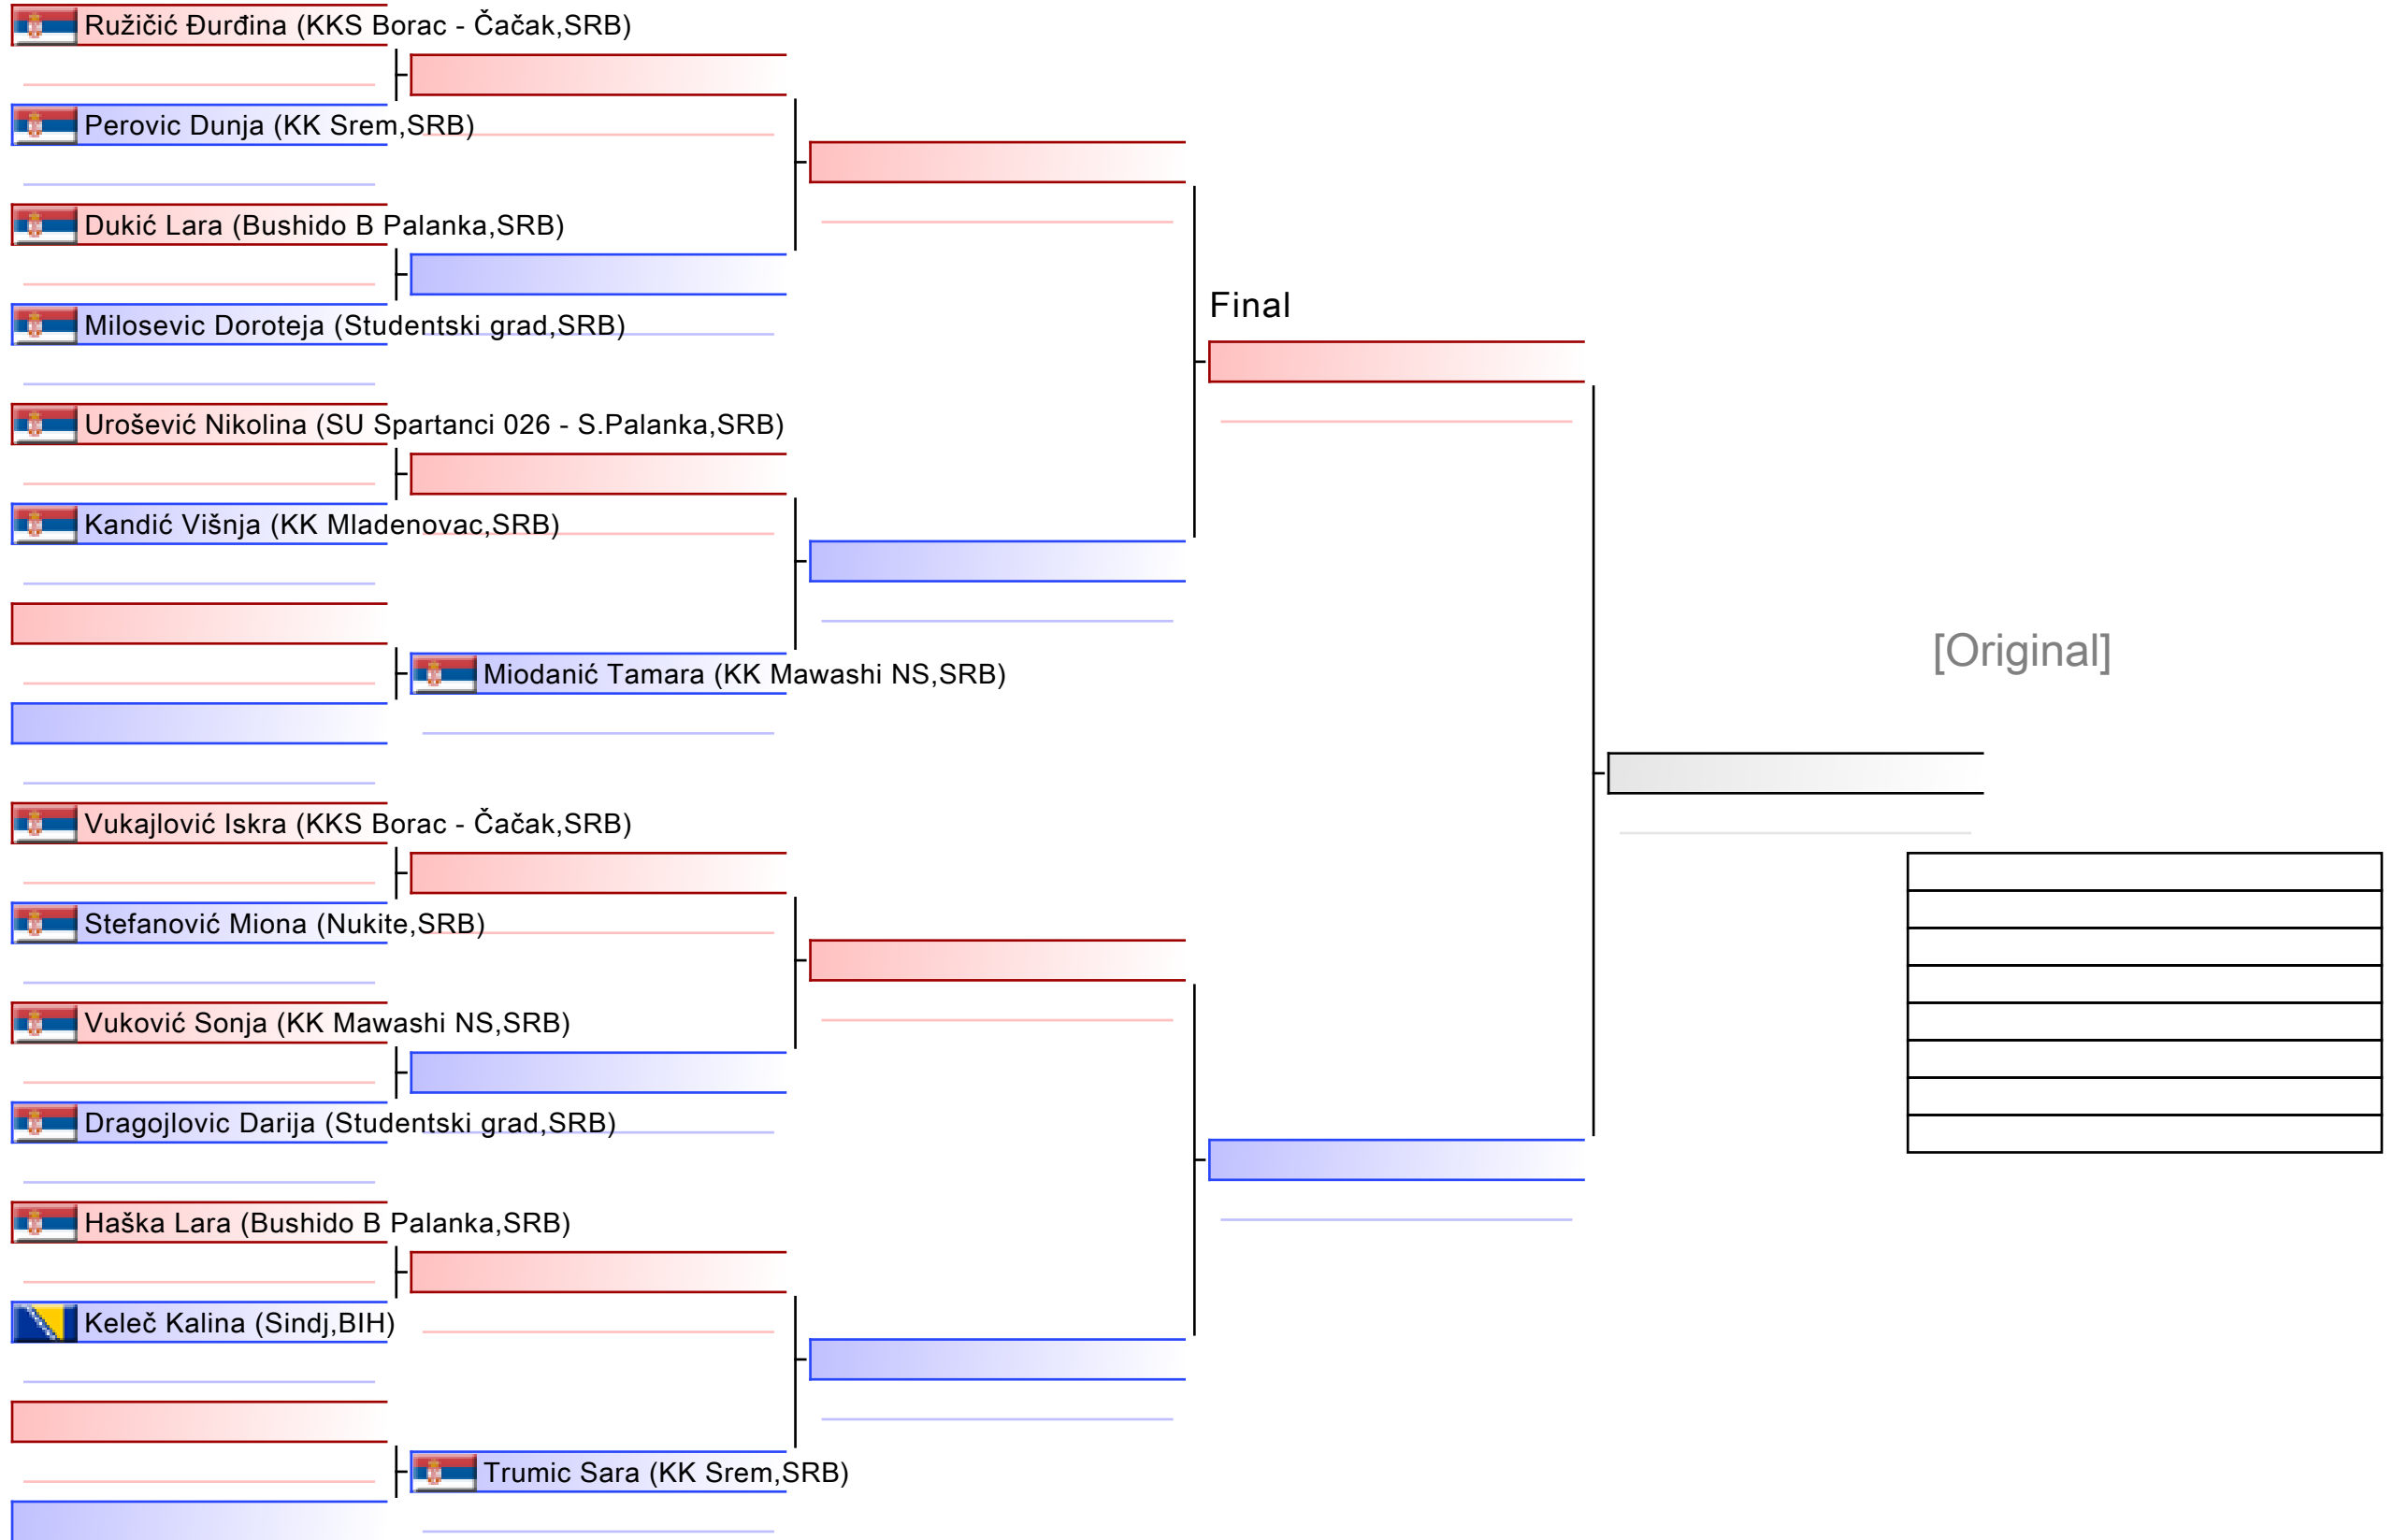 Ružičić Đurđina (KKS Borac - Čačak,SRB)
Perovic Dunja (KK Srem,SRB)
Dukić Lara (Bushido B Palanka,SRB)
Final
Milosevic Doroteja (Studentski grad,SRB)
Urošević Nikolina (SU Spartanci 026 - S.Palanka,SRB)
Kandić Višnja (KK Mladenovac,SRB)
[Original]
Miodanić Tamara (KK Mawashi NS,SRB)
Vukajlović Iskra (KKS Borac - Čačak,SRB)
Stefanović Miona (Nukite,SRB)
Vuković Sonja (KK Mawashi NS,SRB)
Dragojlovic Darija (Studentski grad,SRB)
Haška Lara (Bushido B Palanka,SRB)
Keleč Kalina (Sindj,BIH)
Trumic Sara (KK Srem,SRB)